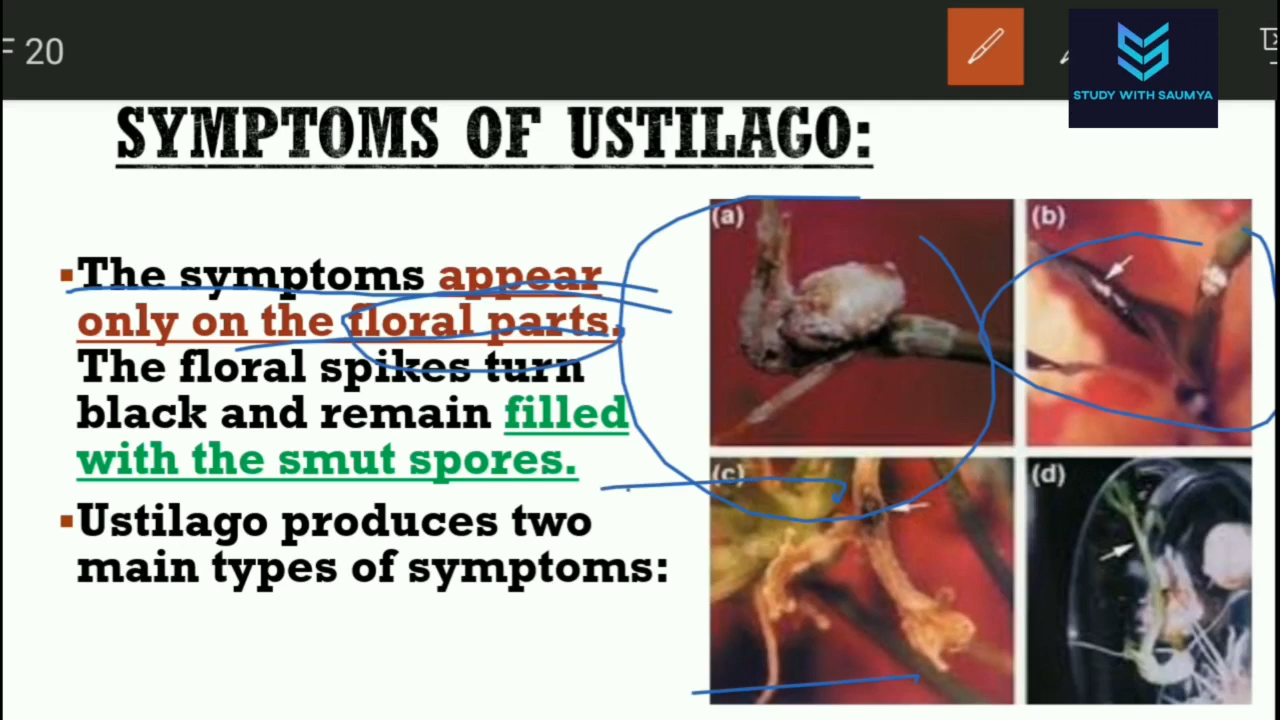 F 20
STUDY WITH SAUMYA
SYMPTOMS OF USTILAGO:
▪The symptoms appear
only on the floral parts.
The floral spikes turn
black and remain filled
with the smut spores.
▪Ustilago produces two
main types of symptoms:
(a)
(b)
(c)
(d)